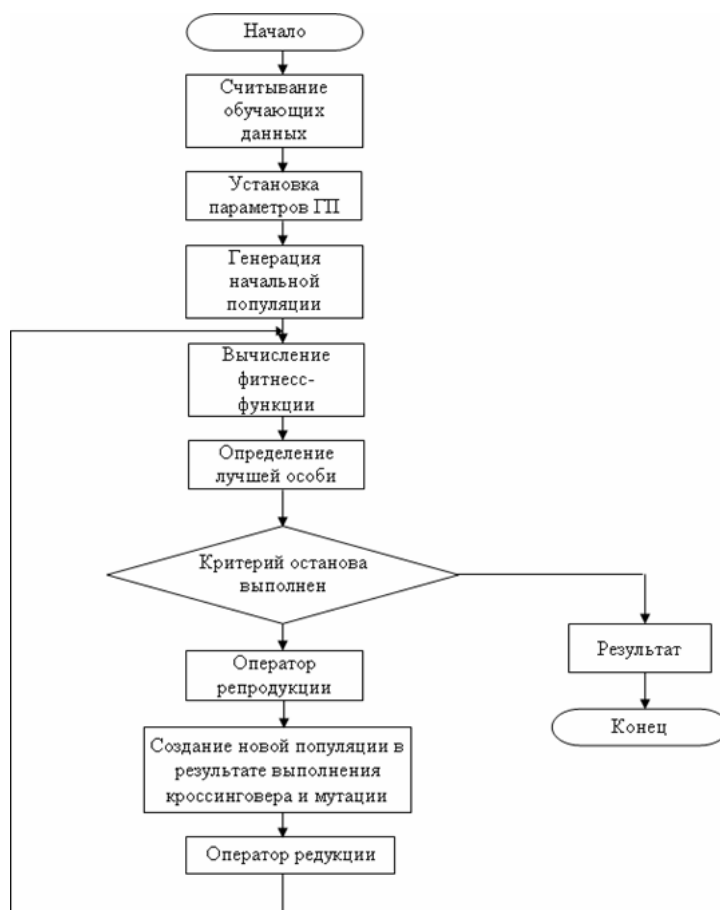 Начало
Считывание
обучающих
данных
Установка
параметров ГП
Генерация
начальной
популяции
Вычисление
фитнесс-
функции
Определение
лучшей особи
Критерий останова
выполнен
Оператор
репродукции
Результат
Конец
Создание новой популяции в
результате выполнения
кроссинговера и мутации
Оператор редукции